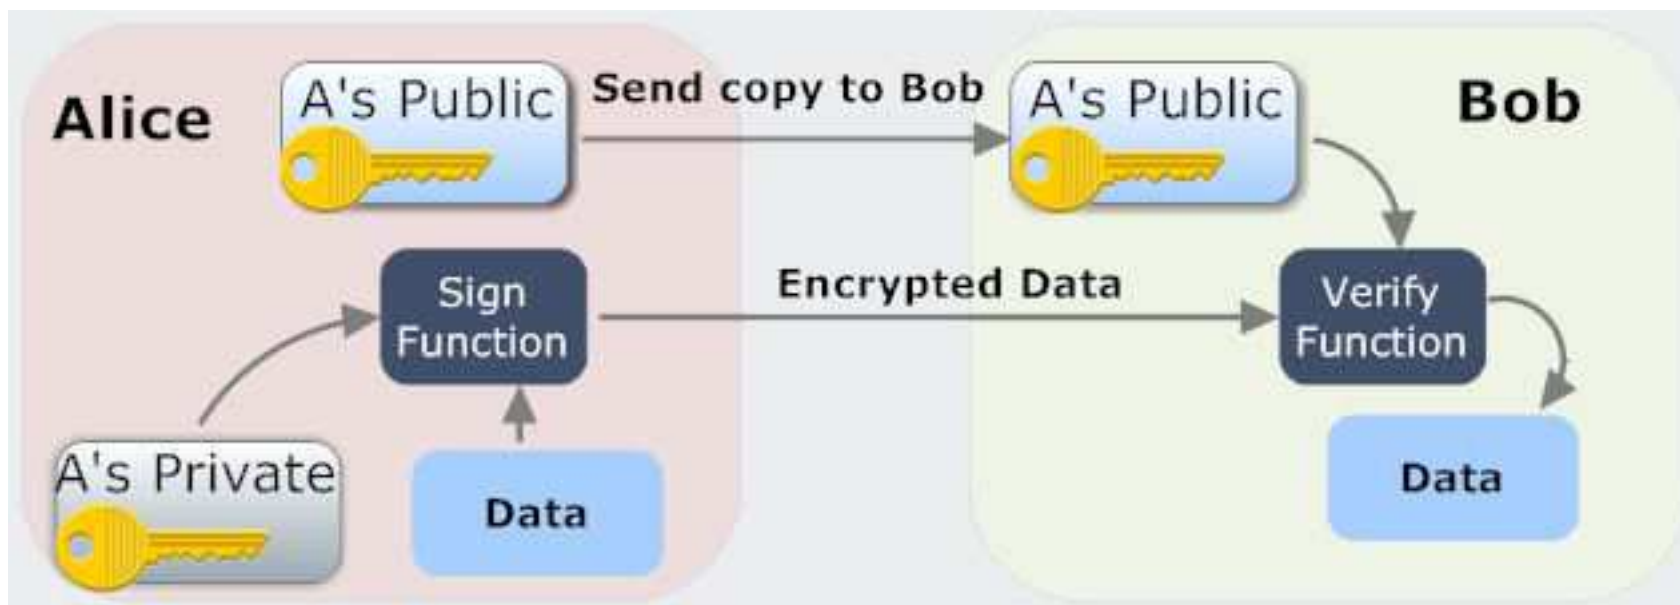 Alice
A's Public
Send copy to Bob
A's Public
Bob
Sign
Function
Encrypted Data
Verify
Function
A's Private
Data
Data